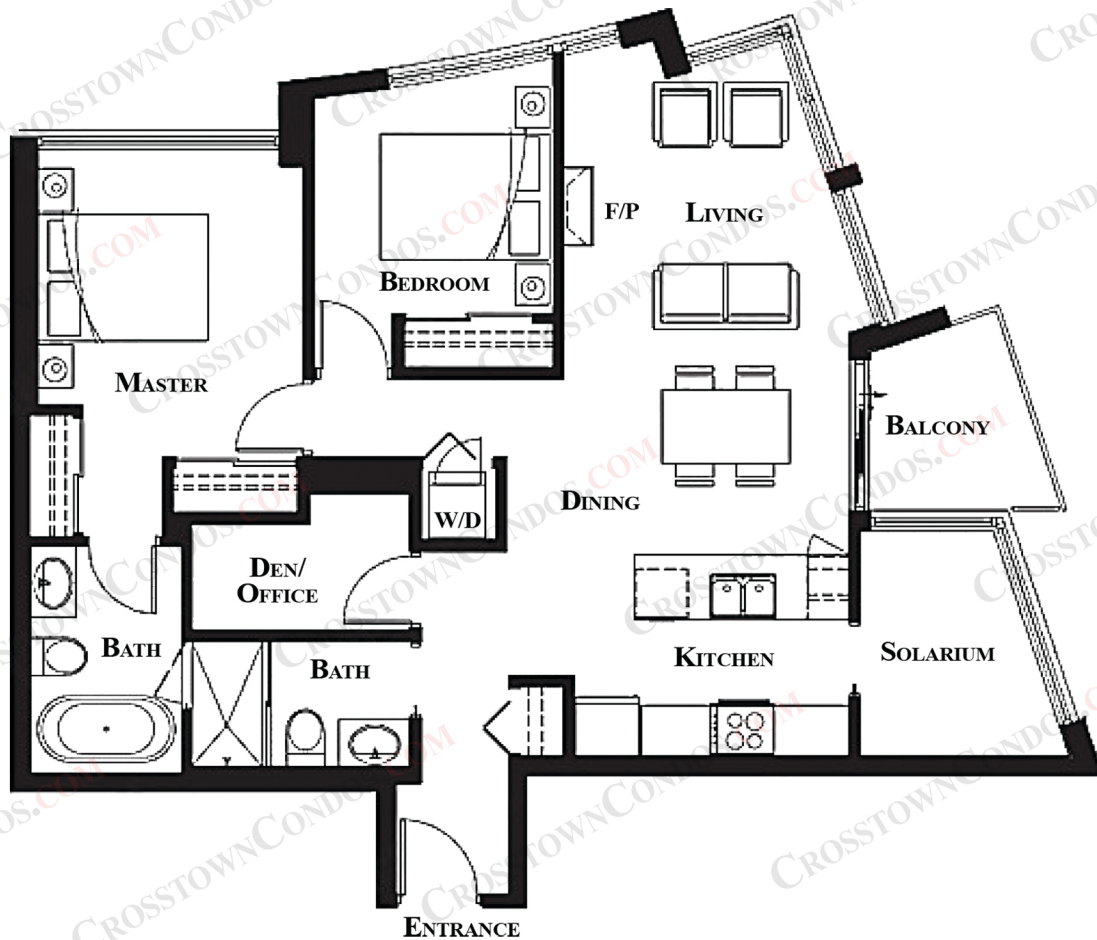 F/P
LIVING
BEDROOM
MASTER
BALCONY
DINING
W/D
DEN/
OFFICE
BATH
BATH
KITCHEN
SOLARIUM
ENTRANCE
CROSSTOWNCONDOS.COM